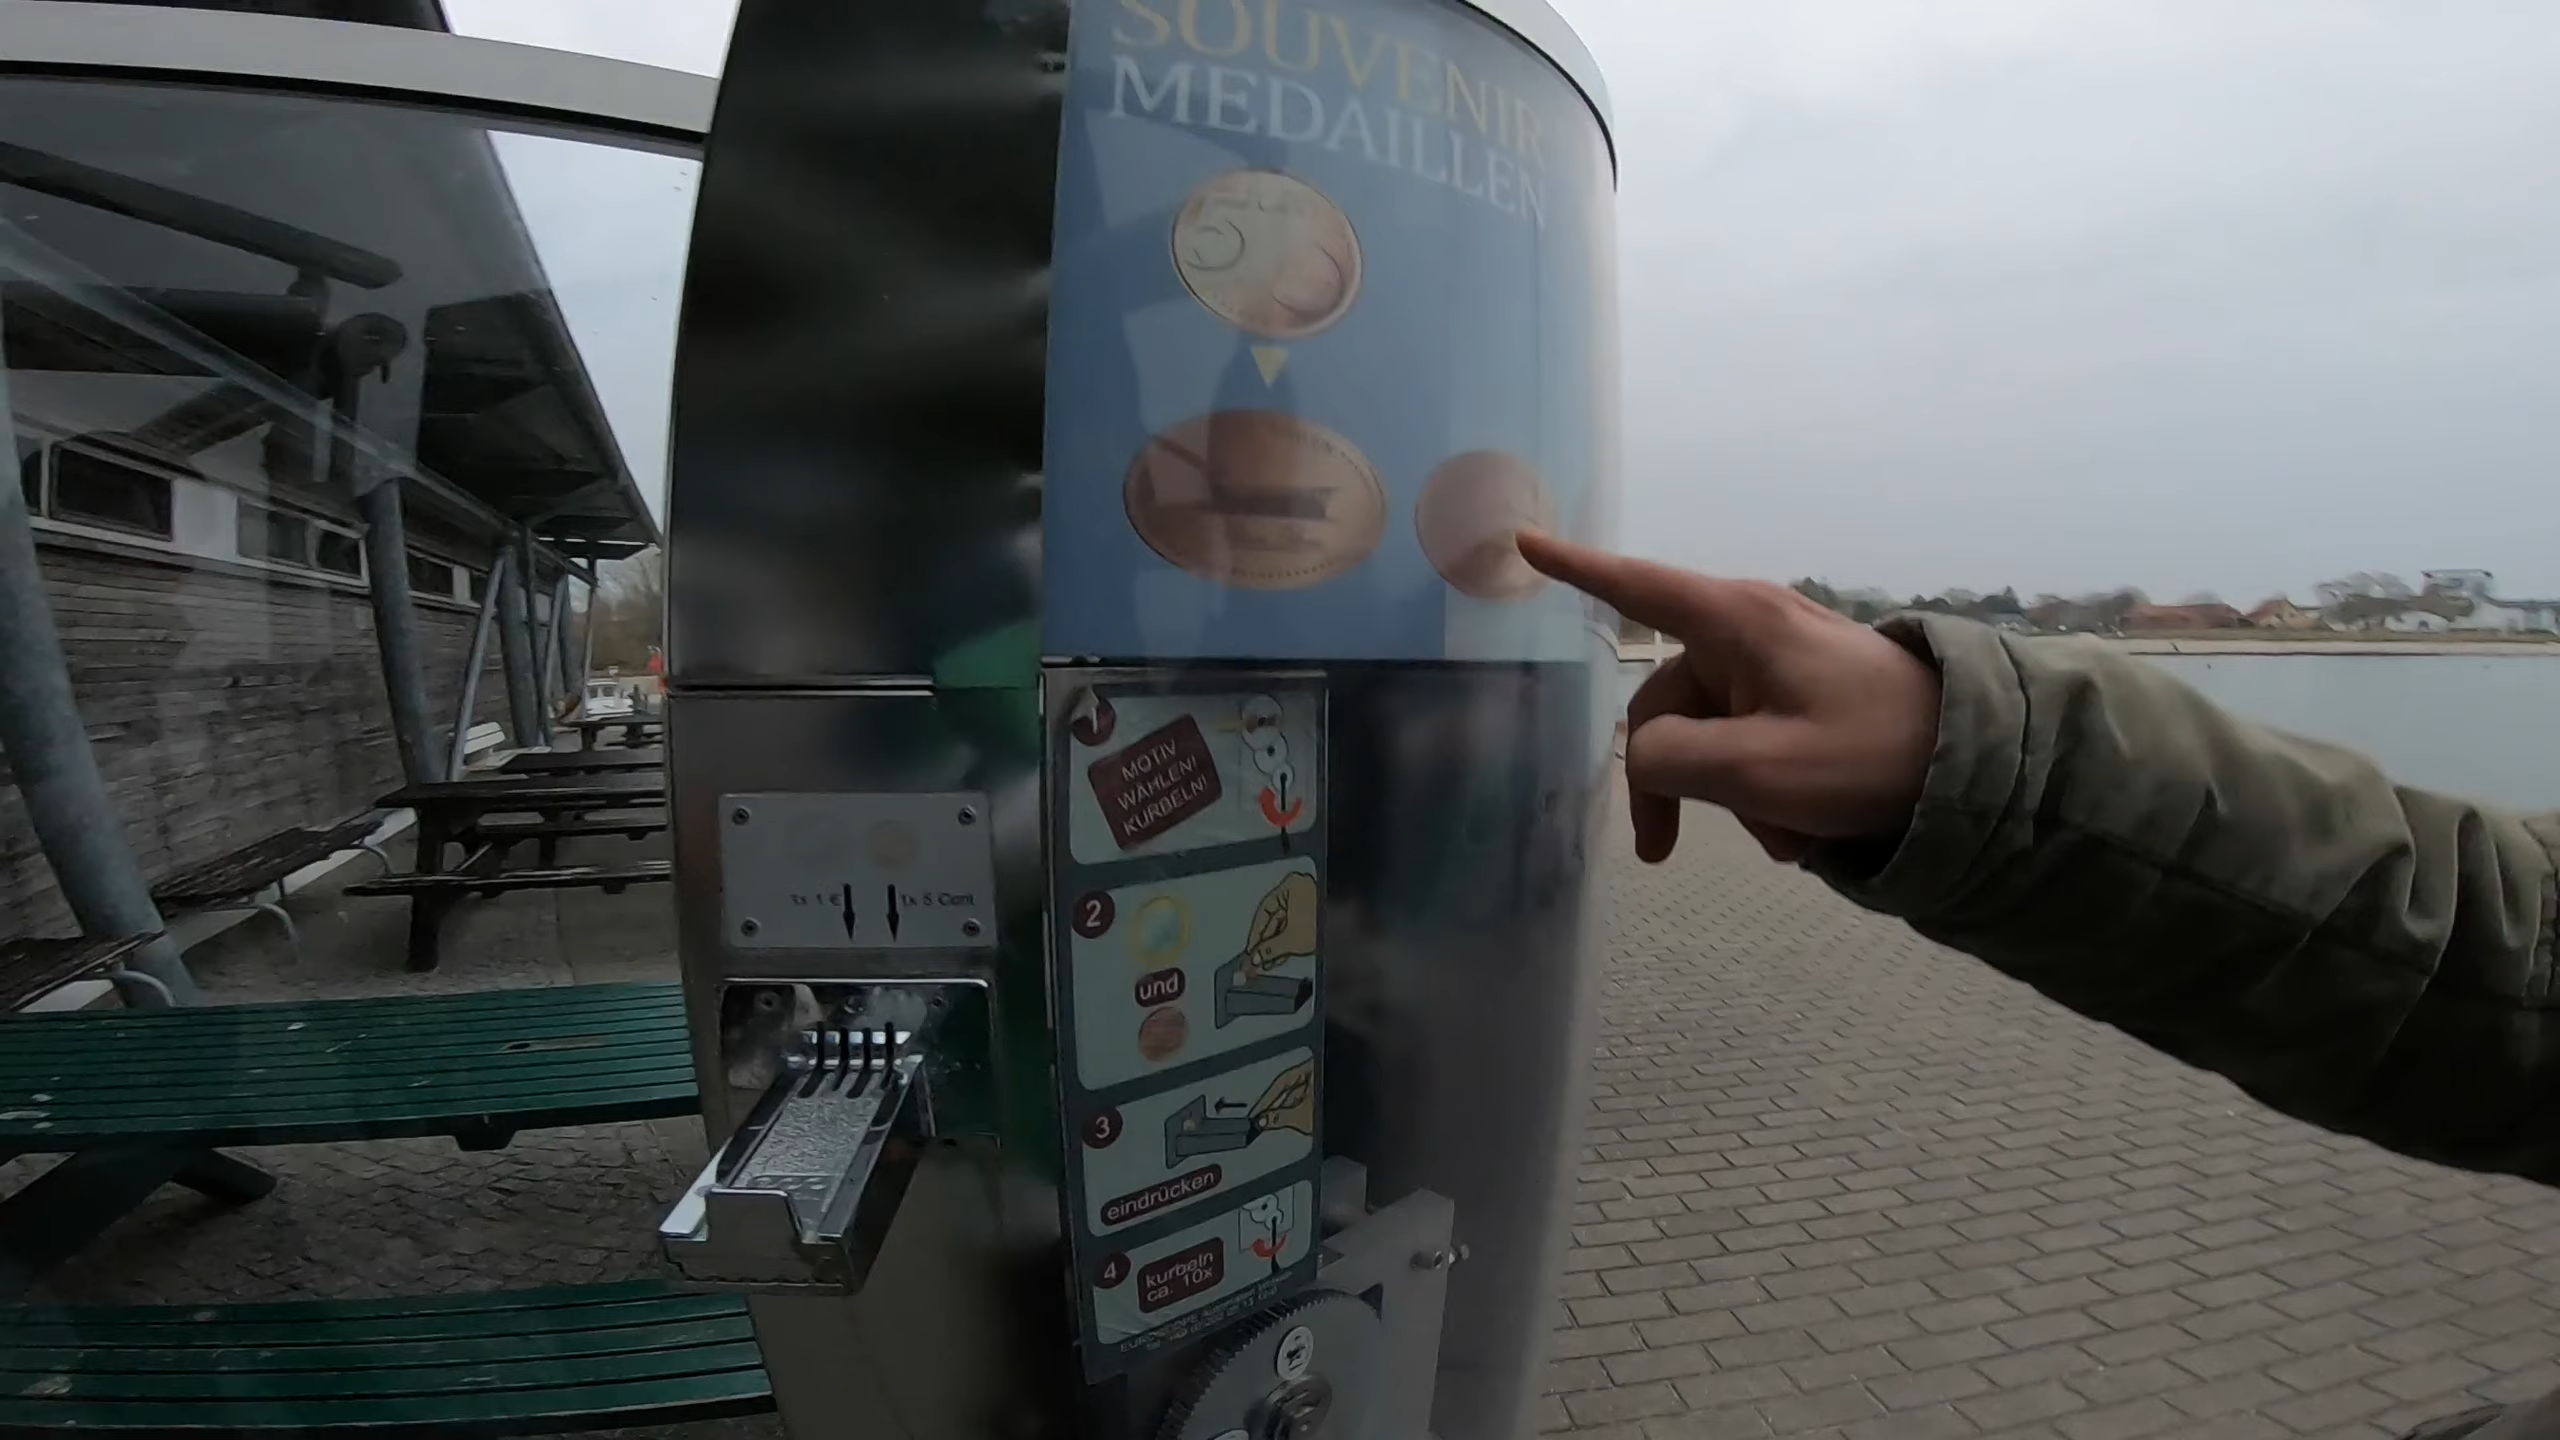 SOUVENIR
MEDAILLEN
5
1
MOTIV
WÄHLEN!
KURBELN!
1x 1 €
1x 5 Cent
2
und
3
eindrücken
4
kurbeln
ca. 10x